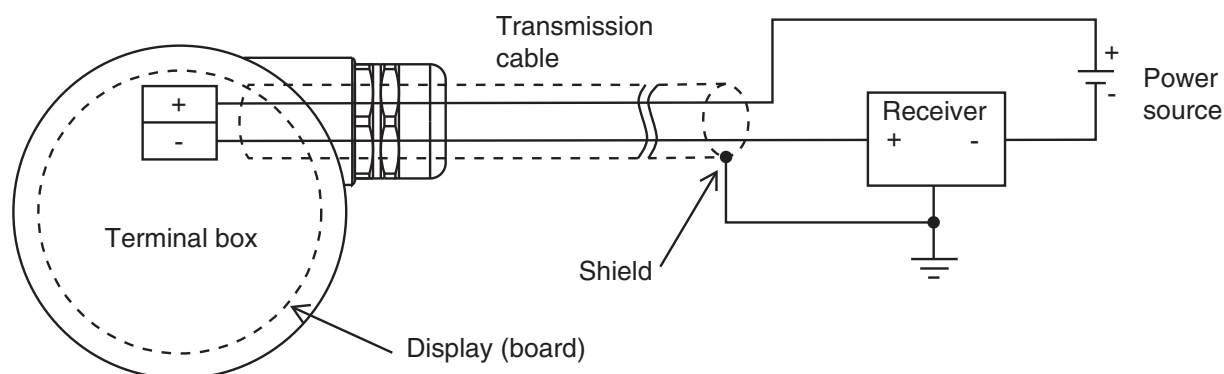 Transmission
cable
+
-
Terminal box
Shield
Display (board)
Receiver
+ -
+
-
Power
source